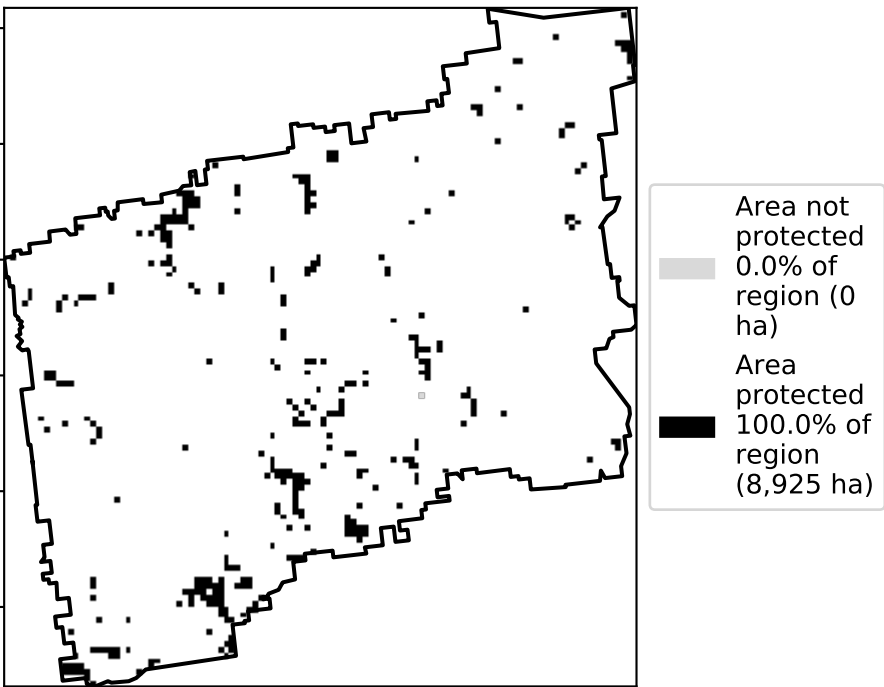 Area not
protected
0.0% of
region (0
ha)
Area
protected
100.0% of
region
(8,925 ha)